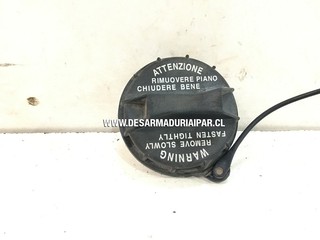 ATTENZIONE
RIMUOVERE PIANO
CHIUDERE BENE
WWW.DESARMADURIAIPAR.CL
WARNING
REMOVE SLOWLY
FASTEN TIGHTLY